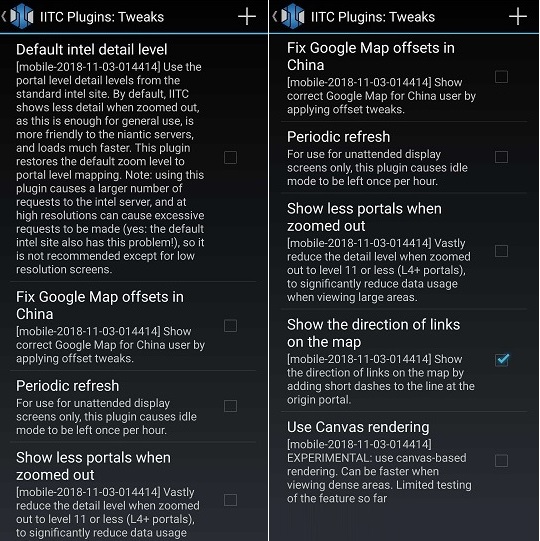 IITC Plugins: Tweaks
Default intel detail level
[mobile-2018-11-03-014414] Use the
portal level detail levels from the
standard intel site. By default, IITC
shows less detail when zoomed out,
as this is enough for general use, is
more friendly to the niantic servers,
and loads much faster. This plugin
restores the default zoom level to
portal level mapping. Note: using this
plugin causes a larger number of
requests to the intel server, and at
high resolutions can cause excessive
requests to be made (yes: the default
intel site also has this problem!), so it
is not recommended except for low
resolution screens.
Fix Google Map offsets in
China
[mobile-2018-11-03-014414] Show
correct Google Map for China user by
applying offset tweaks.
Periodic refresh
For use for unattended display
screens only, this plugin causes idle
mode to be left once per hour.
Show less portals when
zoomed out
[mobile-2018-11-03-014414] Vastly
reduce the detail level when zoomed
out to level 11 or less (L4+ portals),
to significantly reduce data usage
IITC Plugins: Tweaks
Fix Google Map offsets in
China
[mobile-2018-11-03-014414] Show
correct Google Map for China user by
applying offset tweaks.
Periodic refresh
For use for unattended display
screens only, this plugin causes idle
mode to be left once per hour.
Show less portals when
zoomed out
[mobile-2018-11-03-014414] Vastly
reduce the detail level when zoomed
out to level 11 or less (L4+ portals),
to significantly reduce data usage
when viewing large areas.
Show the direction of links
on the map
[mobile-2018-11-03-014414] Show
the direction of links on the map by
adding short dashes to the line at the
origin portal.
Use Canvas rendering
[mobile-2018-11-03-014414]
EXPERIMENTAL: use canvas-based
rendering. Can be faster when
viewing dense areas. Limited testing
of the feature so far